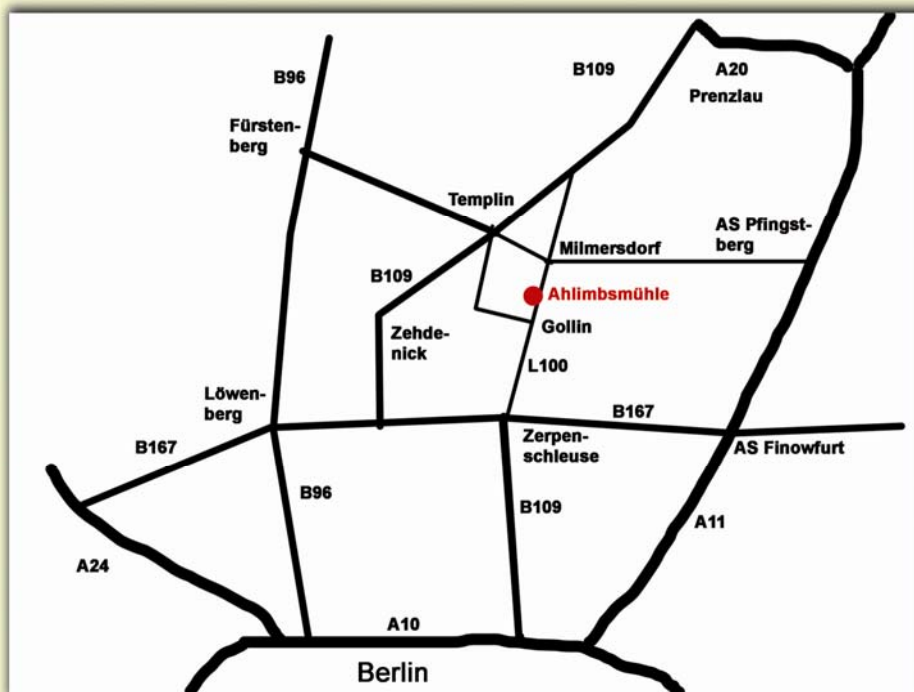 B96
B109
A20
Prenzlau
Fürsten-
berg
Templin
AS Pfingst-
berg
Milmersdorf
B109
Ahlimbsmühle
Gollin
Zehde-
nick
L100
Löwen-
berg
B167
B167
Zerpen-
schleuse
AS Finowfurt
B96
B109
A11
A24
A10
Berlin